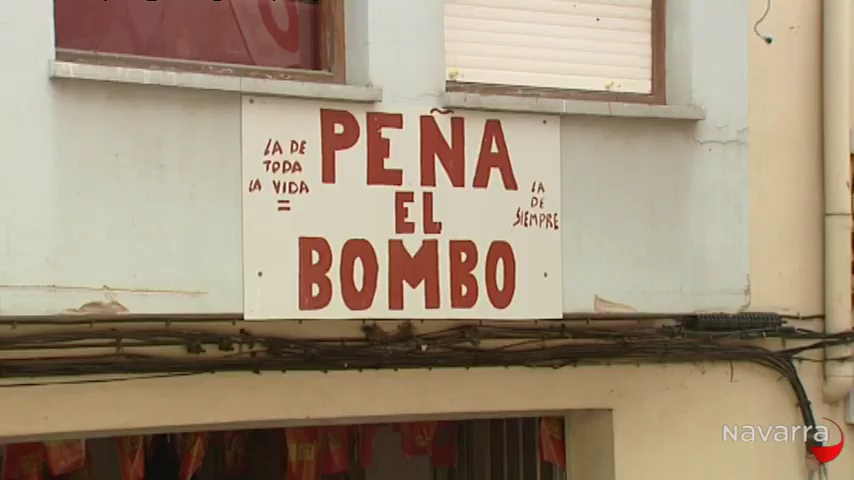 LA DE
TODA
LA VIDA
=
PEÑA
EL
BOMBO
LA
DE
SIEMPRE
Navarra